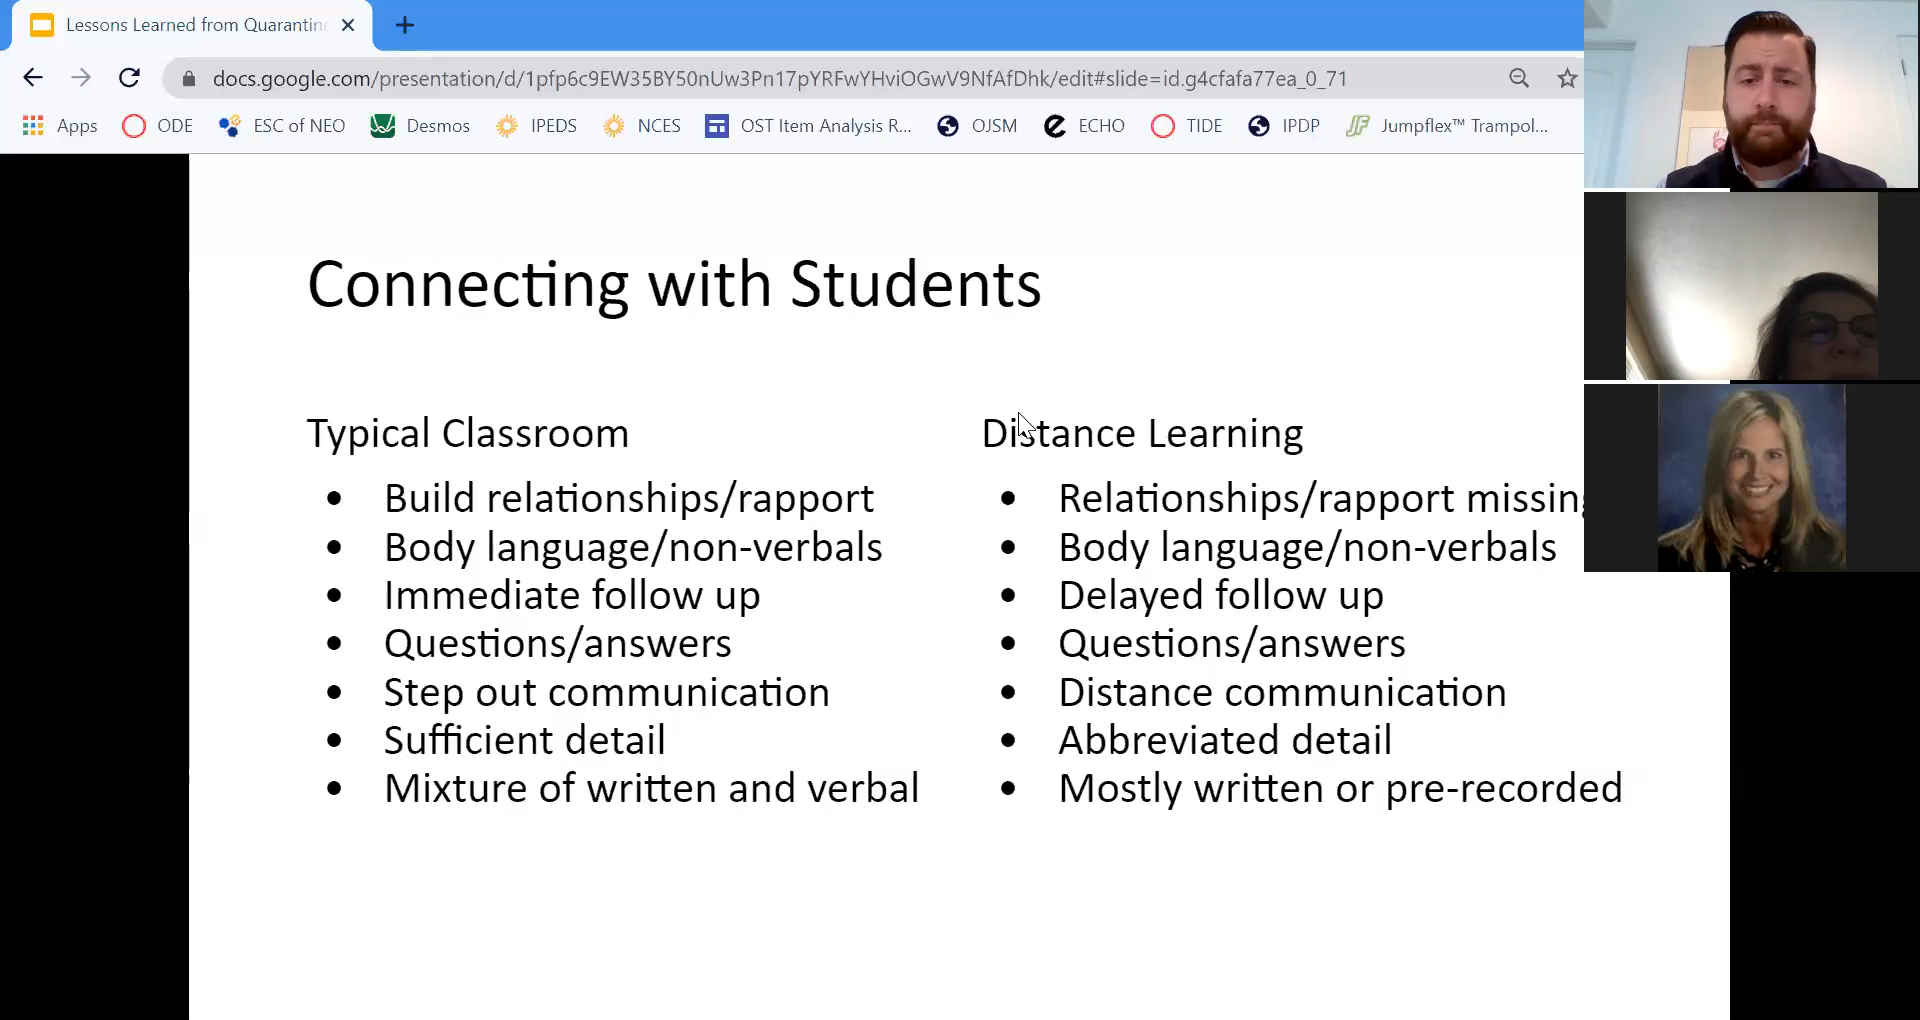 Lessons Learned from Quarantin
docs.google.com/presentation/d/1pfp6c9EW35BY50nUw3Pn17pYRFwYHviOGwV9NfAfDhk/edit#slide=id.g4cfafa77ea_0_71
Apps ODE ESC of NEO Desmos IPEDS NCES OST Item Analysis R... OJSM ECHO TIDE IPDP Jumpflex™ Trampol...
Connecting with Students
Typical Classroom
• Build relationships/rapport
• Body language/non-verbals
• Immediate follow up
• Questions/answers
• Step out communication
• Sufficient detail
• Mixture of written and verbal
Distance Learning
• Relationships/rapport missing
• Body language/non-verbals
• Delayed follow up
• Questions/answers
• Distance communication
• Abbreviated detail
• Mostly written or pre-recorded